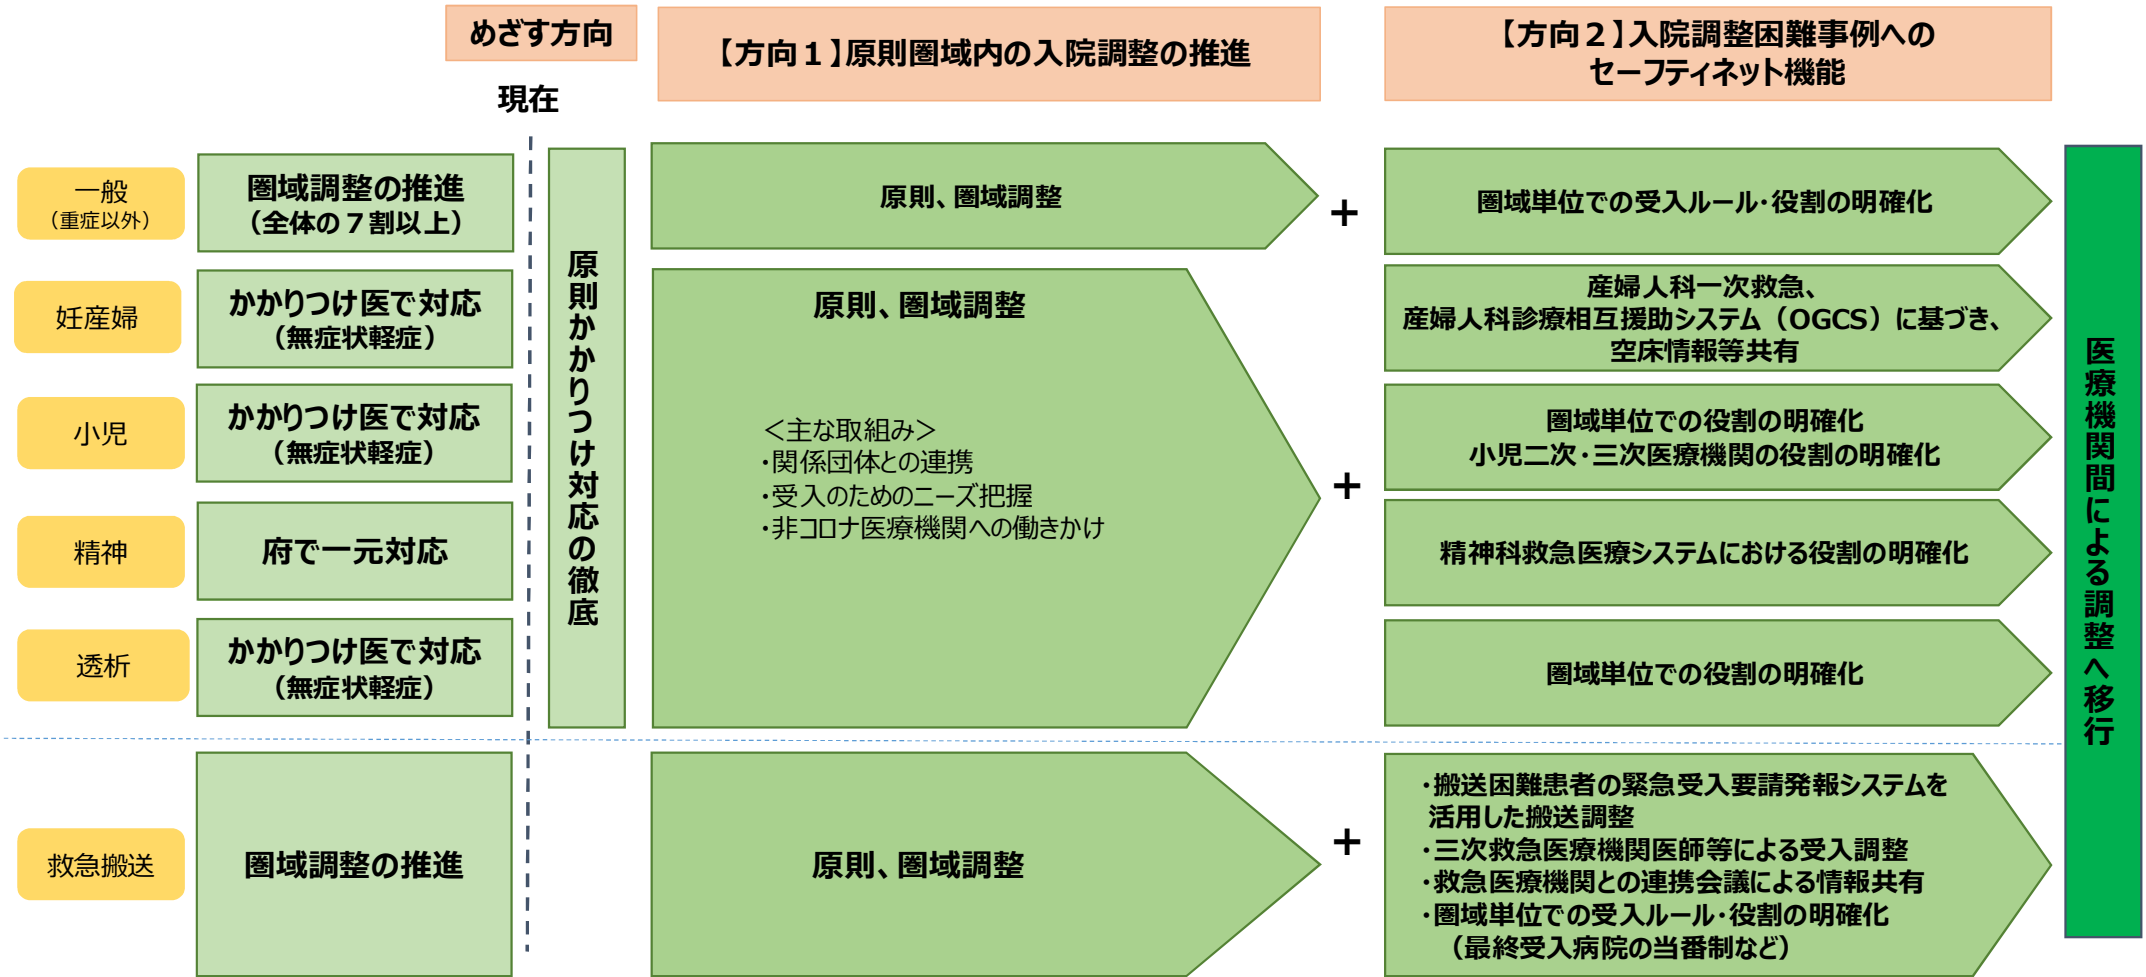 めざす方向
【方向１】原則圏域内の入院調整の推進
【方向２】入院調整困難事例への
セーフティネット機能
現在
一般
（重症以外）
圏域調整の推進
（全体の７割以上）
原則、圏域調整
+
圏域単位での受入ルール・役割の明確化
妊産婦
かかりつけ医で対応
（無症状軽症）
原則かかりつけ対応の徹底
原則、圏域調整
＜主な取組み＞
・関係団体との連携
・受入のためのニーズ把握
・非コロナ医療機関への働きかけ
+
産婦人科一次救急、
産婦人科診療相互援助システム（OGCS）に基づき、
空床情報等共有
小児
かかりつけ医で対応
（無症状軽症）
圏域単位での役割の明確化
小児二次・三次医療機関の役割の明確化
精神
府で一元対応
精神科救急医療システムにおける役割の明確化
透析
かかりつけ医で対応
（無症状軽症）
圏域単位での役割の明確化
救急搬送
圏域調整の推進
原則、圏域調整
+
・搬送困難患者の緊急受入要請発報システムを
活用した搬送調整
・三次救急医療機関医師等による受入調整
・救急医療機関との連携会議による情報共有
・圏域単位での受入ルール・役割の明確化
（最終受入病院の当番制など）
医療機関間による調整へ移行